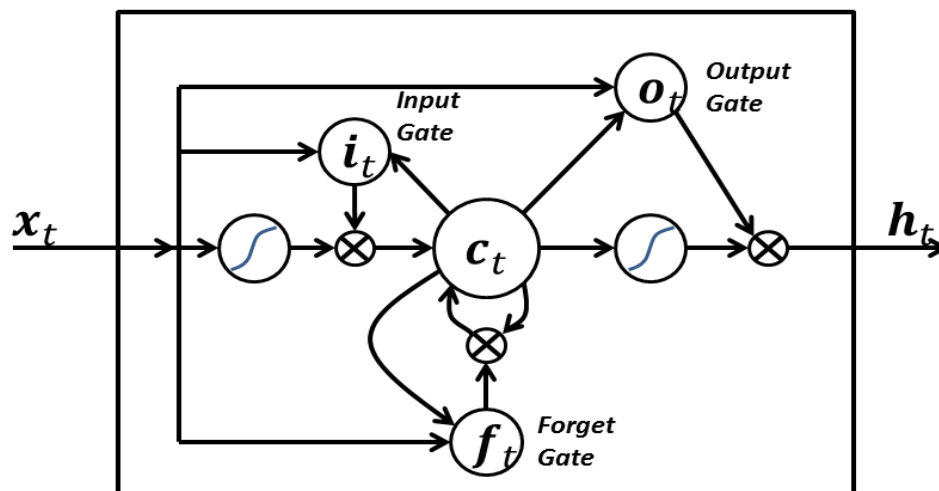 Output
Gate
o_t
Input
Gate
i_t
x_t
c_t
h_t
f_t
Forget
Gate